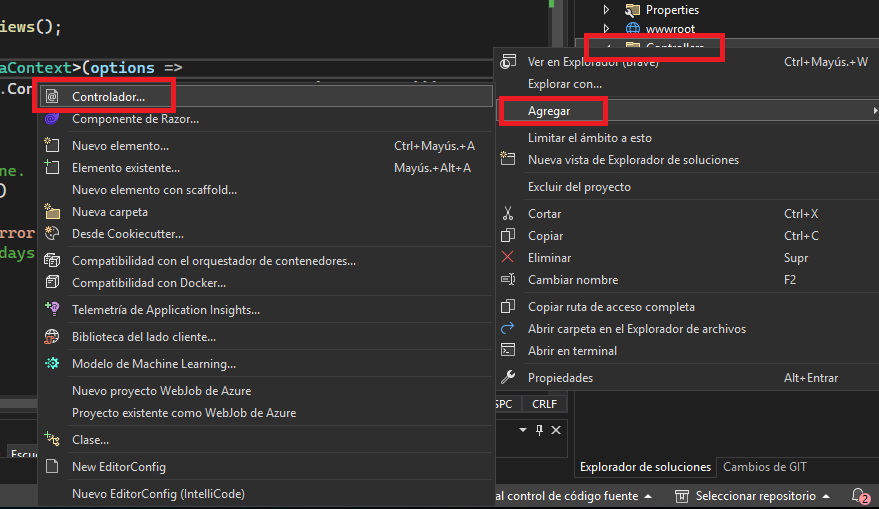 iews();
Properties
wwwroot
Controllers
aContext>(options =>
.Con
Ver en Explorador (Brave) Ctrl+Mayús.+W
Explorar con...
Agregar
Limitar el ámbito a esto
Nueva vista de Explorador de soluciones
Excluir del proyecto
Cortar Ctrl+X
Copiar Ctrl+C
Eliminar Supr
Cambiar nombre F2
Copiar ruta de acceso completa
Abrir carpeta en el Explorador de archivos
Abrir en terminal
Propiedades Alt+Entrar
Controlador...
Componente de Razor...
Nuevo elemento... Ctrl+Mayús.+A
Elemento existente... Mayús.+Alt+A
Nuevo elemento con scaffold...
Nueva carpeta
Desde Cookiecutter...
Compatibilidad con el orquestador de contenedores...
Compatibilidad con Docker...
Telemetría de Application Insights...
Biblioteca del lado cliente...
Modelo de Machine Learning...
Nuevo proyecto WebJob de Azure
Proyecto existente como WebJob de Azure
Clase...
New EditorConfig
Nuevo EditorConfig (IntelliCode)
ne.
)
rror
days
SPC CRLF
Escu
Explorador de soluciones Cambios de GIT
al control de código fuente Seleccionar repositorio 2